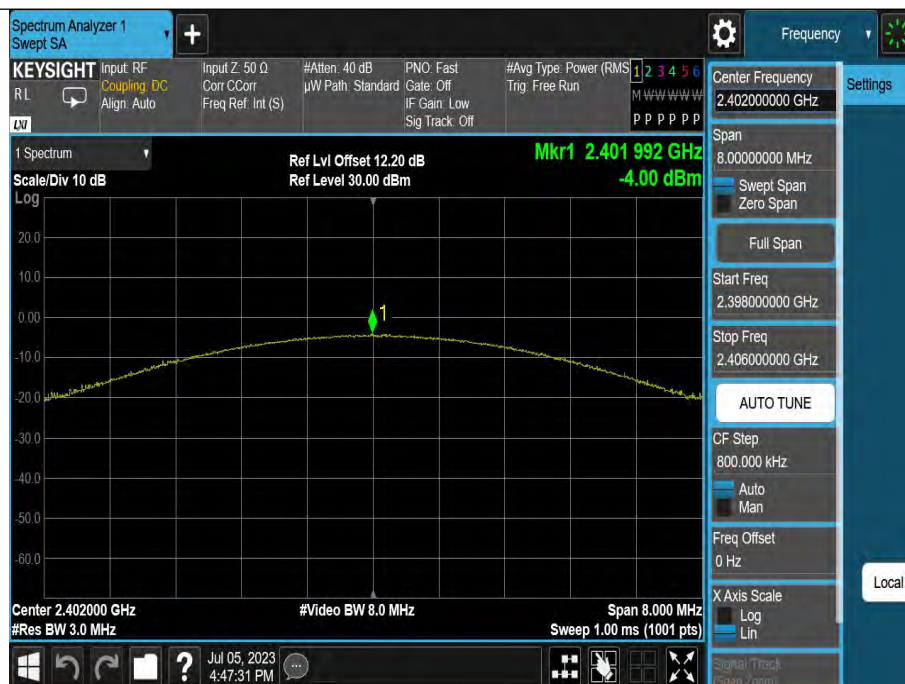 Spectrum Analyzer 1
Swept SA
+
Frequency
KEYSIGHT
RL
LXI
Input: RF
Coupling: DC
Align: Auto
Input Z: 50 Ω
Corr CCorr
Freq Ref: Int (S)
#Atten: 40 dB
µW Path: Standard
PNO: Fast
Gate: Off
IF Gain: Low
Sig Track: Off
#Avg Type: Power (RMS
Trig: Free Run
1 2 3 4 5 6
M W W W W W
P P P P P P
1 Spectrum
Scale/Div 10 dB
Log
Ref Lvl Offset 12.20 dB
Ref Level 30.00 dBm
Mkr1 2.401 992 GHz
-4.00 dBm
20.0
10.0
0.00
-10.0
-20.0
-30.0
-40.0
-50.0
-60.0
1
Center 2.402000 GHz
#Res BW 3.0 MHz
#Video BW 8.0 MHz
Span 8.000 MHz
Sweep 1.00 ms (1001 pts)
Center Frequency
2.402000000 GHz
Settings
Span
8.00000000 MHz
Swept Span
Zero Span
Full Span
Start Freq
2.398000000 GHz
Stop Freq
2.406000000 GHz
AUTO TUNE
CF Step
800.000 kHz
Auto
Man
Freq Offset
0 Hz
X Axis Scale
Log
Lin
Local
Signal Track
(Span Zoom)
?
Jul 05, 2023
4:47:31 PM